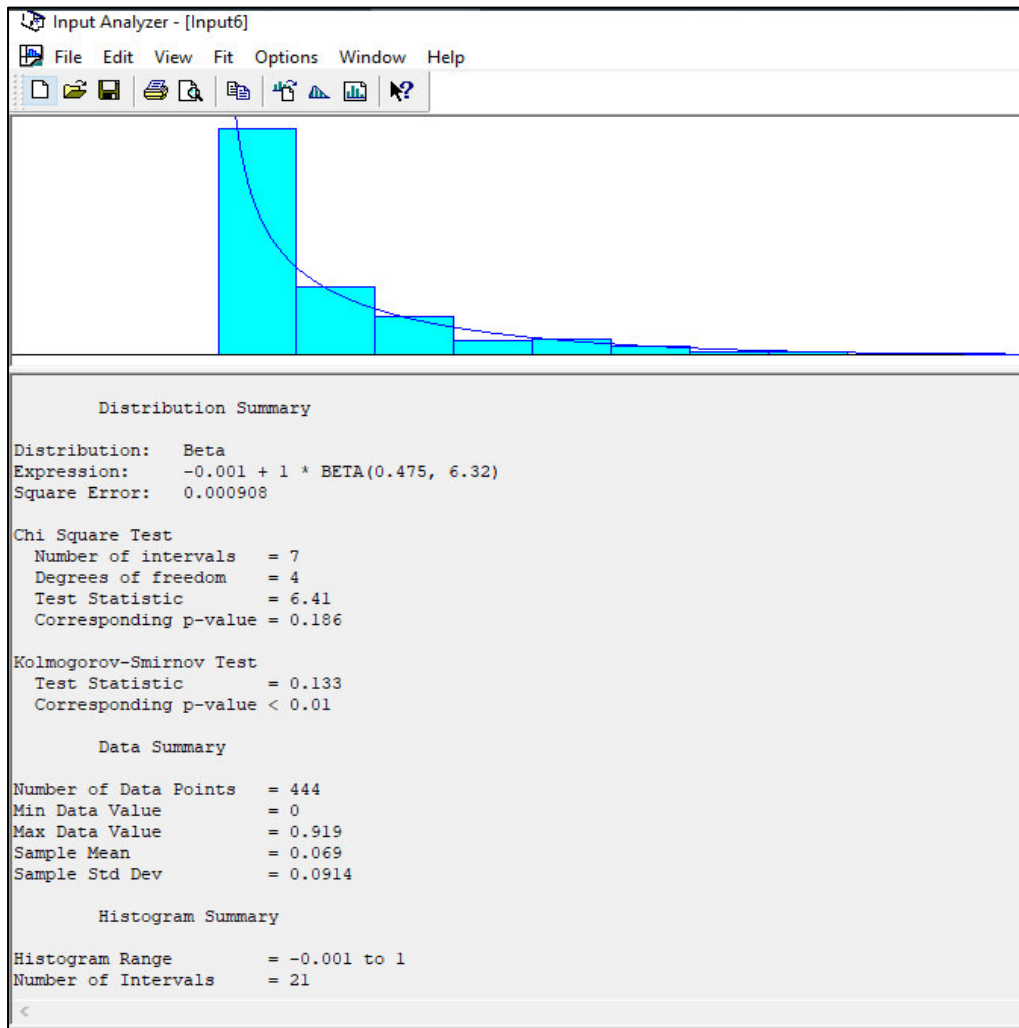 Input Analyzer - [Input6]
File Edit View Fit Options Window Help
Distribution Summary
Distribution: Beta
Expression: -0.001 + 1 * BETA(0.475, 6.32)
Square Error: 0.000908
Chi Square Test
Number of intervals = 7
Degrees of freedom = 4
Test Statistic = 6.41
Corresponding p-value = 0.186
Kolmogorov-Smirnov Test
Test Statistic = 0.133
Corresponding p-value < 0.01
Data Summary
Number of Data Points = 444
Min Data Value = 0
Max Data Value = 0.919
Sample Mean = 0.069
Sample Std Dev = 0.0914
Histogram Summary
Histogram Range = -0.001 to 1
Number of Intervals = 21